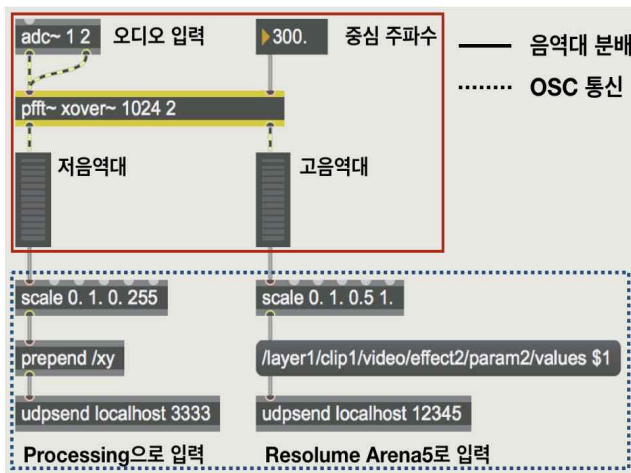 adc~ 1 2 오디오 입력
300. 중심 주파수
음역대 분배
OSC 통신
pfft~ xover~ 1024 2
저음역대
고음역대
scale 0. 1. 0. 255
scale 0. 1. 0.5 1.
prepend /xy
/layer1/clip1/video/effect2/param2/values $1
udpsend localhost 3333
udpsend localhost 12345
Processing으로 입력
Resolume Arena5로 입력